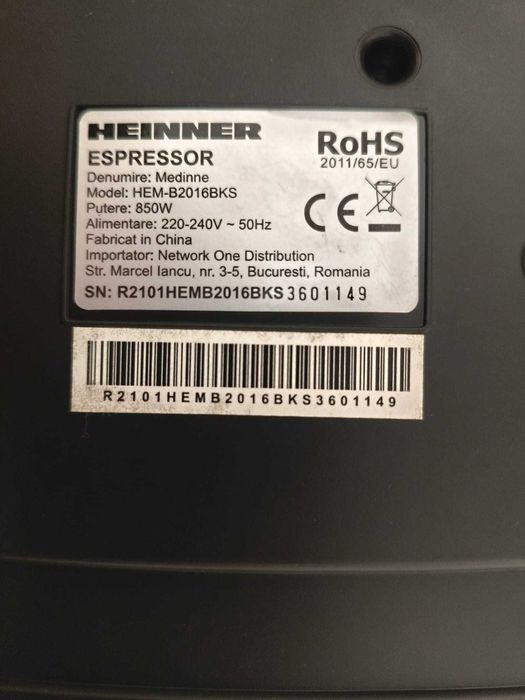 HEINNER
ESPRESSOR
Denumire: Medinne
Model: HEM-B2016BKS
Putere: 850W
Alimentare: 220-240V ~ 50Hz
Fabricat in China
Importator: Network One Distribution
Str. Marcel Iancu, nr. 3-5, Bucuresti, Romania
SN: R2101HEMB2016BKS3601149
RoHS
2011/65/EU
CE
R2101HEMB2016BKS3601149